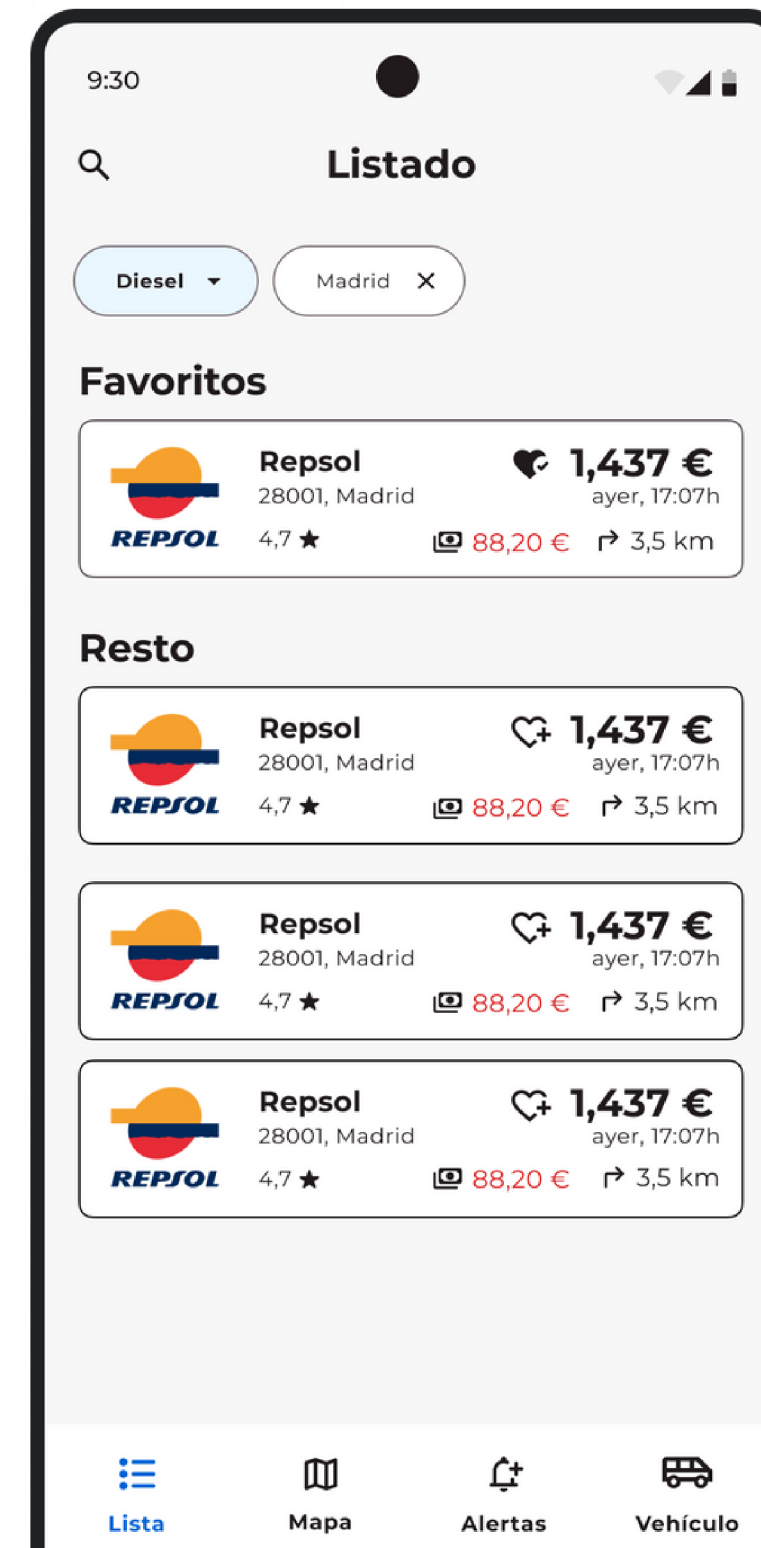 9:30
Listado
Diesel
Madrid
Favoritos
Repsol 1,437 €
28001, Madrid ayer, 17:07h
REPSOL 4,7 88,20 € 3,5 km
Resto
Repsol 1,437 €
28001, Madrid ayer, 17:07h
REPSOL 4,7 88,20 € 3,5 km
Repsol 1,437 €
28001, Madrid ayer, 17:07h
REPSOL 4,7 88,20 € 3,5 km
Repsol 1,437 €
28001, Madrid ayer, 17:07h
REPSOL 4,7 88,20 € 3,5 km
Lista Mapa Alertas Vehículo